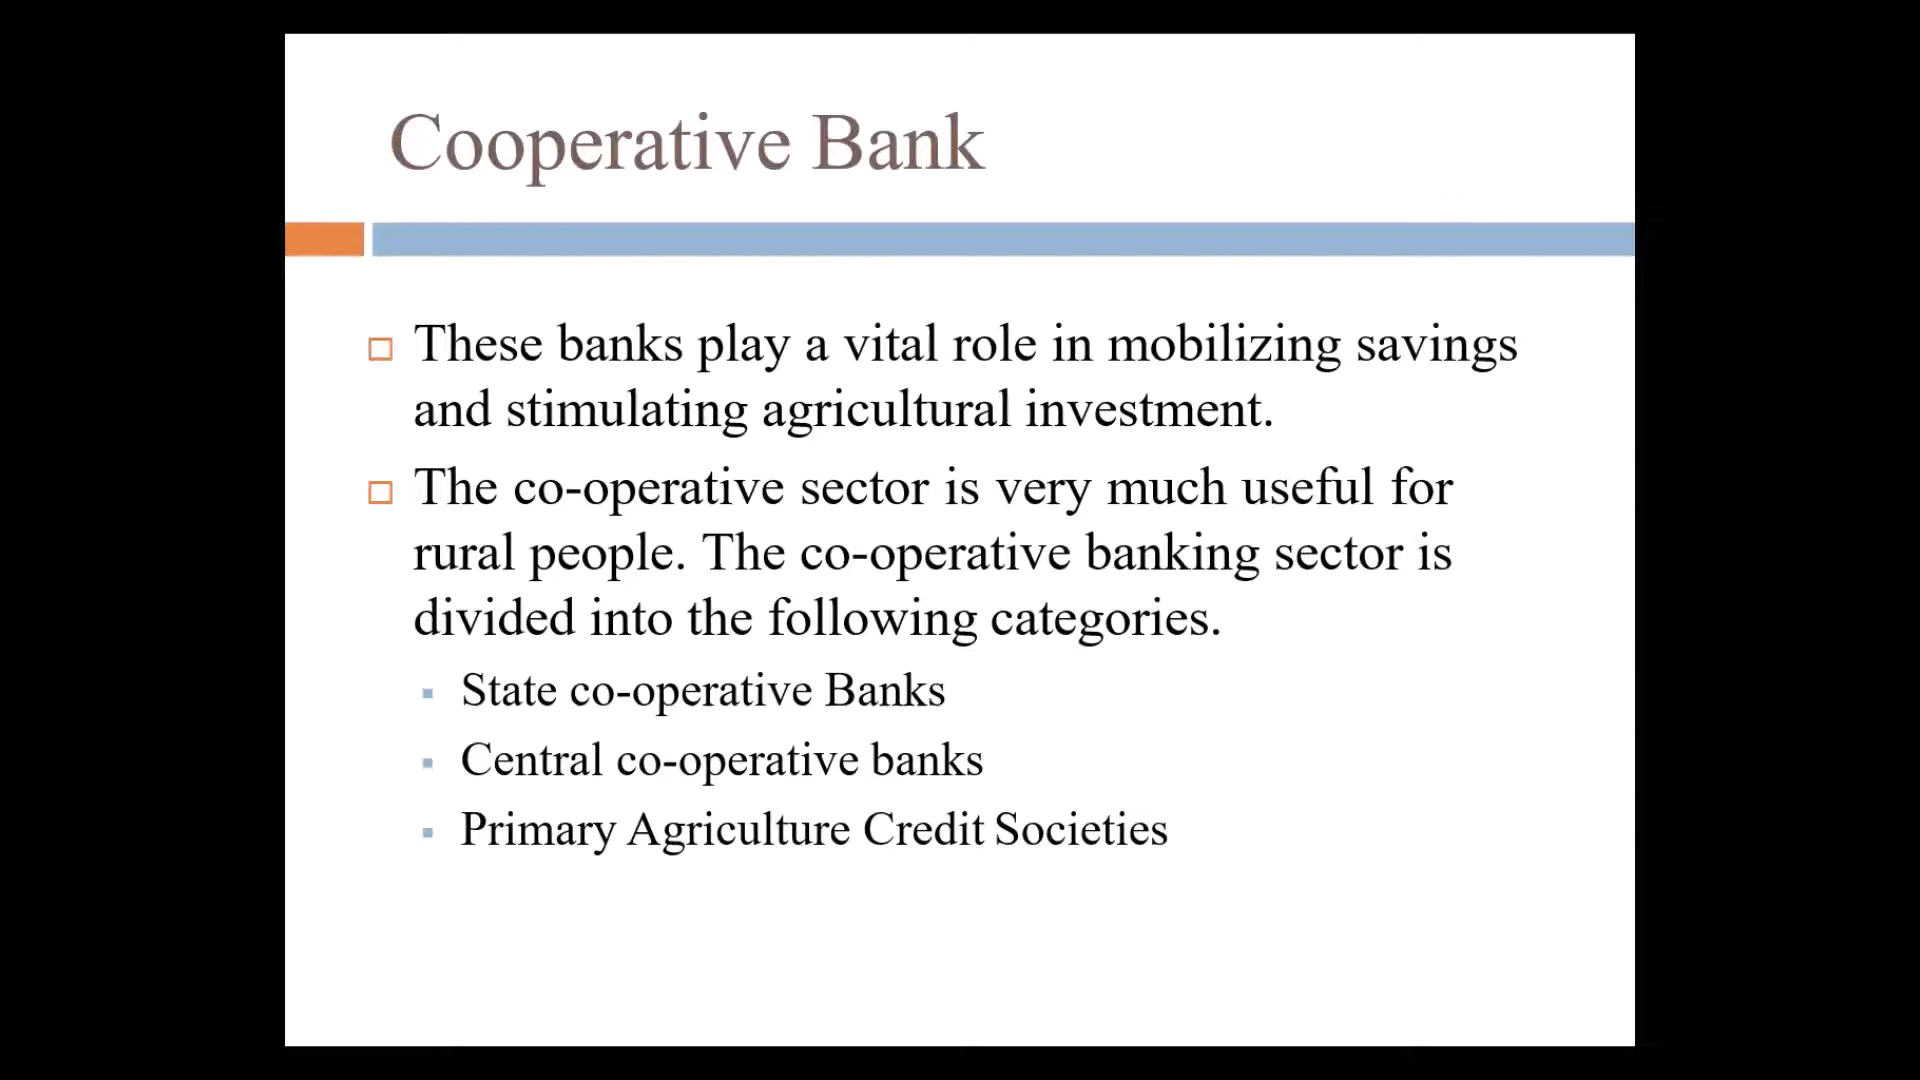 Cooperative Bank
These banks play a vital role in mobilizing savings
and stimulating agricultural investment.
The co-operative sector is very much useful for
rural people. The co-operative banking sector is
divided into the following categories.
State co-operative Banks
Central co-operative banks
Primary Agriculture Credit Societies